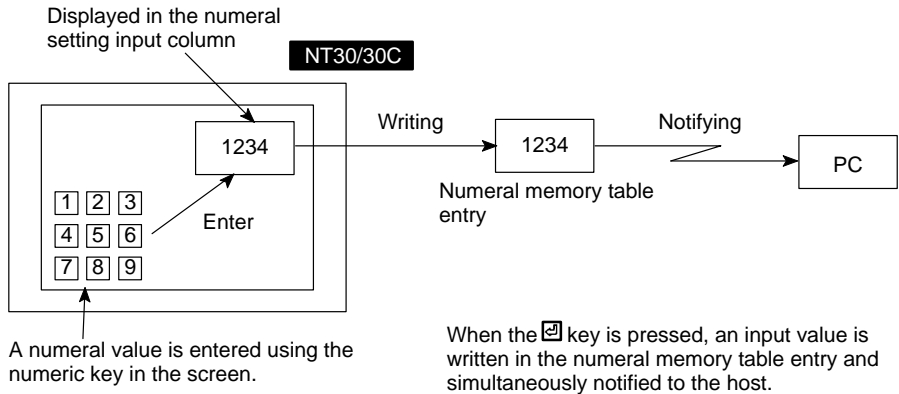 Displayed in the numeral
setting input column
NT30/30C
1234
Writing
1234
Notifying
PC
Numeral memory table
entry
1 2 3
4 5 6
7 8 9
Enter
A numeral value is entered using the
numeric key in the screen.
When the ⏎ key is pressed, an input value is
written in the numeral memory table entry and
simultaneously notified to the host.